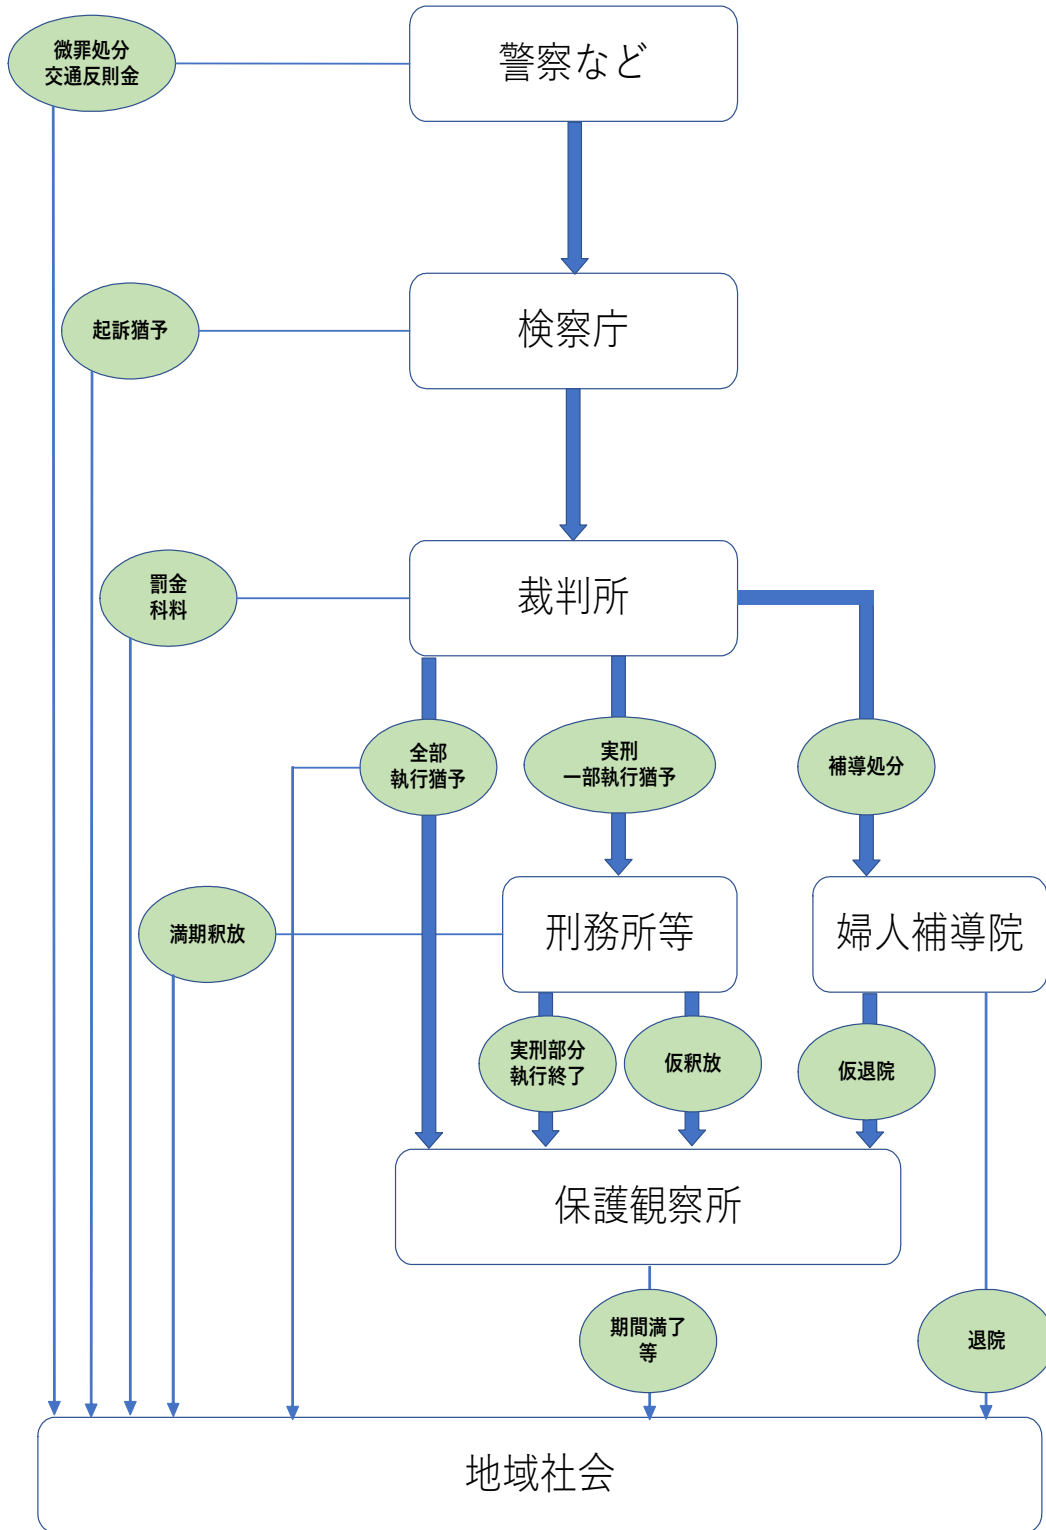 微罪処分
交通反則金
警察など
起訴猶予
検察庁
罰金
科料
裁判所
全部
執行猶予
実刑
一部執行猶予
補導処分
満期釈放
刑務所等
婦人補導院
実刑部分
執行終了
仮釈放
仮退院
保護観察所
期間満了
等
退院
地域社会